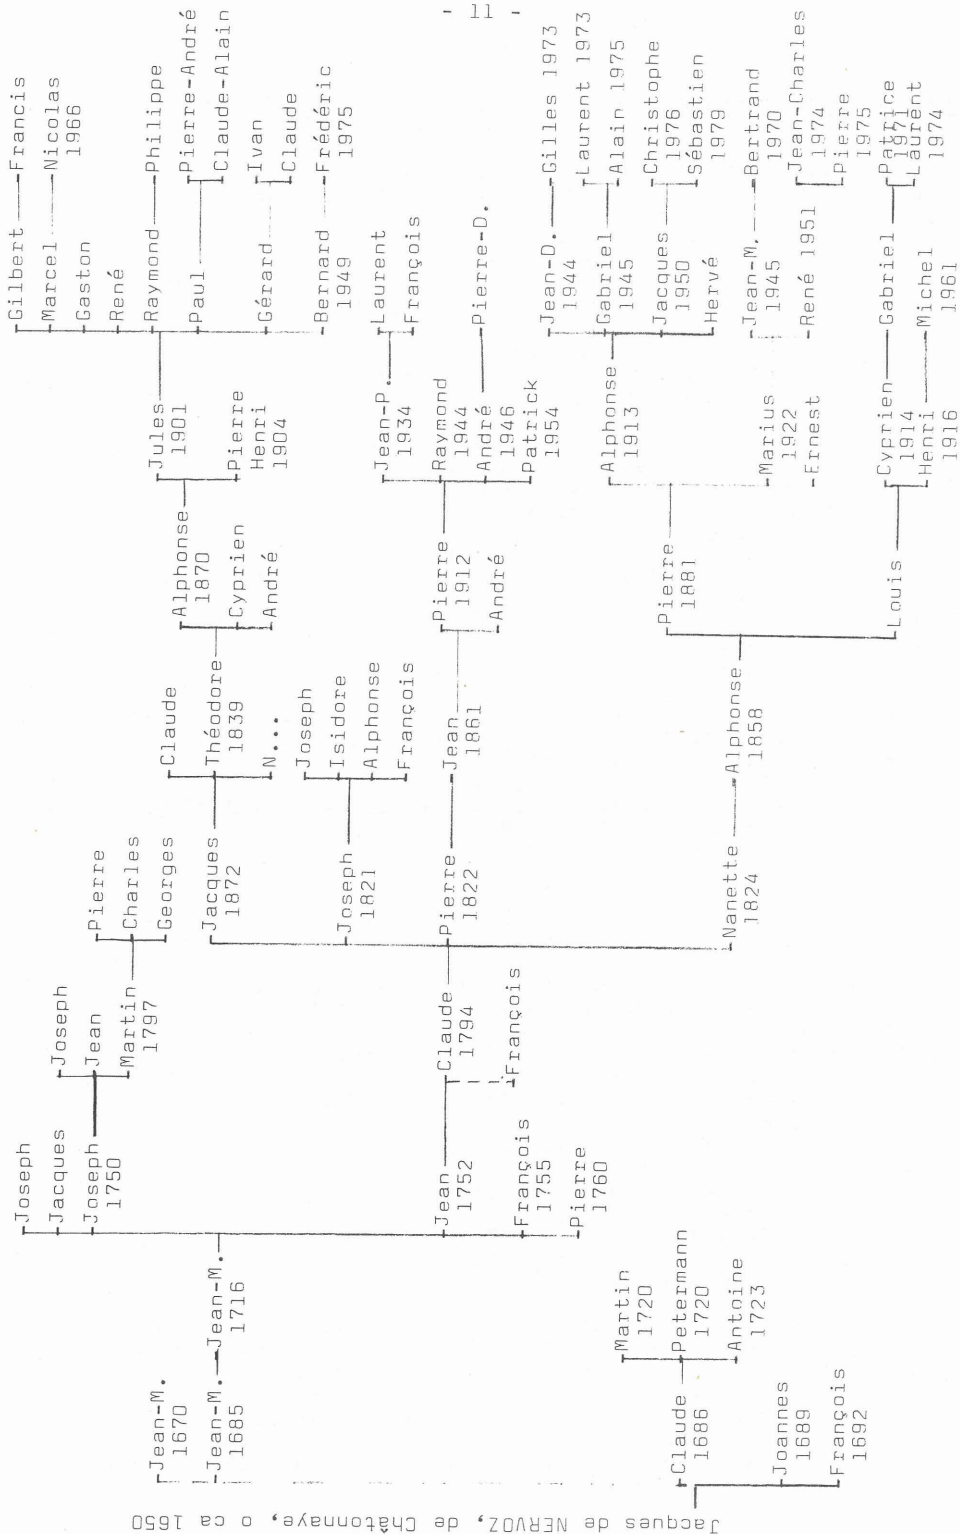 - 11 -
Jacques de NERVOZ, de Châtonnaye, o ca 1650
Jean-M.
1670
Jean-M.
1685
Claude
1686
Joannes
1689
François
1692
Jean-M.
1716
Martin
1720
Petermann
1720
Antoine
1723
Joseph
Jacques
Joseph
1750
Jean
1752
François
1755
Pierre
1760
Joseph
Jean
Martin
1797
Claude
1794
François
Pierre
Charles
Georges
Jacques
1872
Joseph
1821
Pierre
1822
Nanette
1824
Claude
Théodore
1839
N...
Joseph
Isidore
Alphonse
François
Jean
1861
Alphonse
1858
Alphonse
1870
Cyprien
André
Pierre
1912
André
Pierre
1881
Louis
Jules
1901
Pierre
Henri
1904
Jean-P.
1934
Raymond
1944
André
1946
Patrick
1954
Alphonse
1913
Marius
1922
Ernest
Cyprien
1914
Henri
1916
Gilbert
Marcel
Gaston
René
Raymond
Paul
Gérard
Bernard
1949
Laurent
François
Pierre-D.
Jean-D.
1944
Gabriel
1945
Jacques
1950
Hervé
Jean-M.
1945
René 1951
Gabriel
Michel
1961
Francis
Nicolas
1966
Philippe
Pierre-André
Claude-Alain
Ivan
Claude
Frédéric
1975
Gilles 1973
Laurent 1973
Alain 1975
Christophe
1976
Sébastien
1979
Bertrand
1970
Jean-Charles
1974
Pierre
1975
Patrice
1971
Laurent
1974